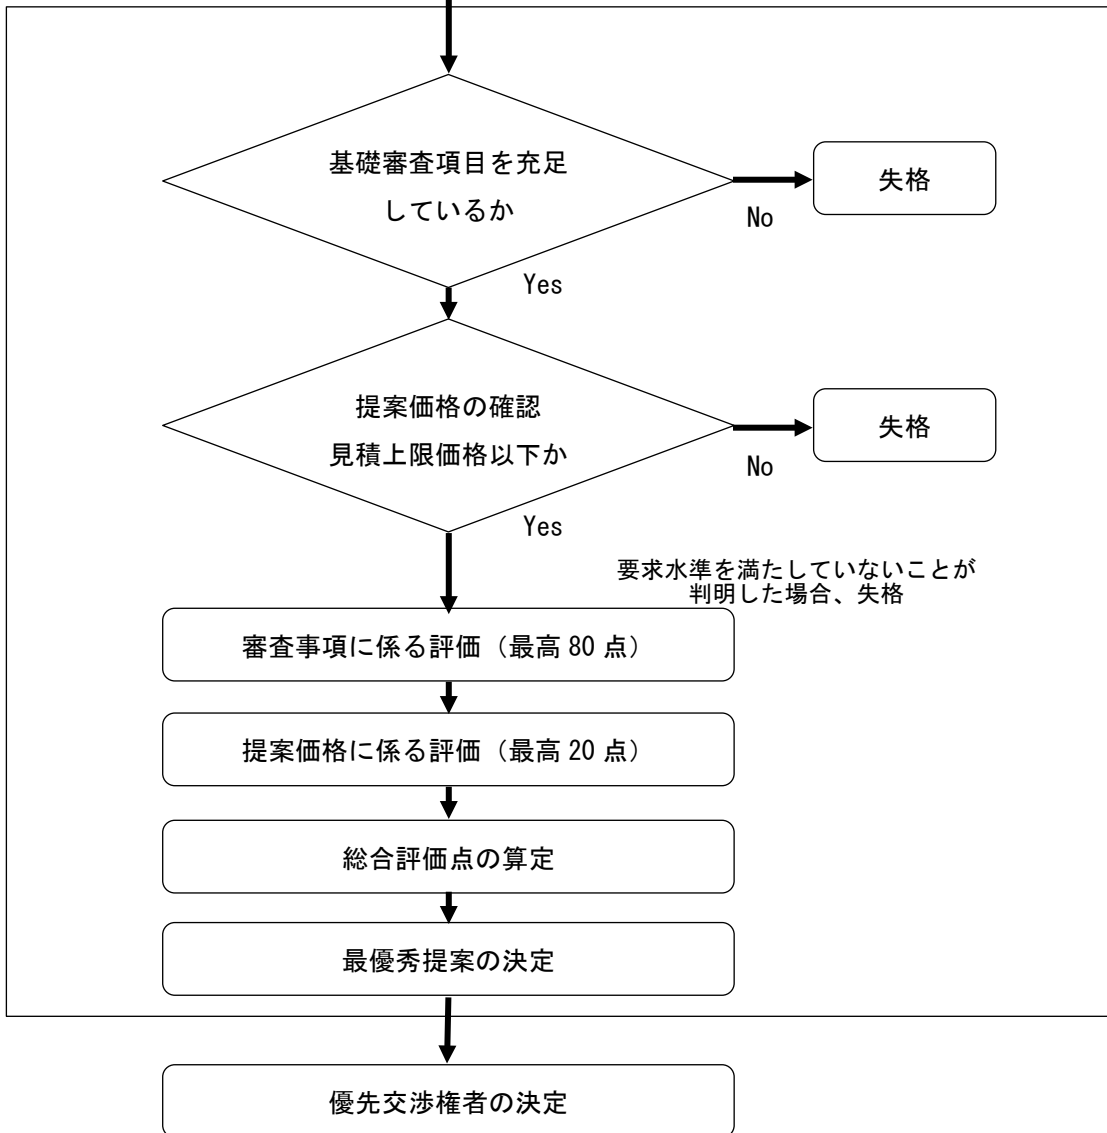 基礎審査項目を充足
しているか
失格
No
Yes
提案価格の確認
見積上限価格以下か
失格
No
Yes
要求水準を満たしていないことが
判明した場合、失格
審査事項に係る評価（最高 80 点）
提案価格に係る評価（最高 20 点）
総合評価点の算定
最優秀提案の決定
優先交渉権者の決定